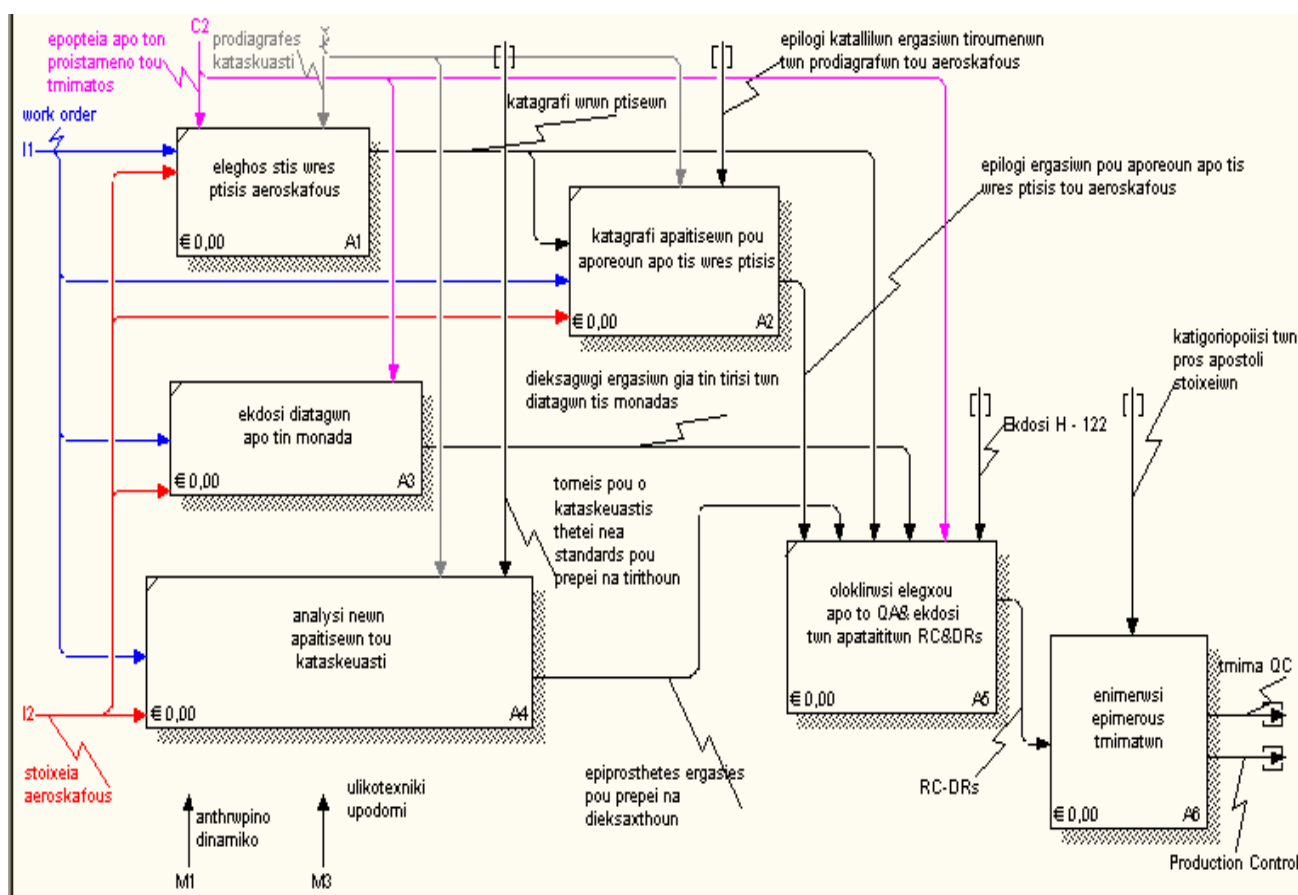 C2
epopteia apo ton
proistameno tou
tmimatos
prodiagrafes
kataskuasti
epilogi katallilwn ergasiwn tiroumenwn
twn prodiagrafwn tou aeroskafous
work order
I1
katagrafi wrwn ptisewn
eleghos stis wres
ptisis aeroskafous
€ 0,00
A1
epilogi ergasiwn pou aporeoun apo tis
wres ptisis tou aeroskafous
katagrafi apaitisewn pou
aporeoun apo tis wres ptisis
€ 0,00
A2
katigoriopoiisi twn
pros apostoli
stoixeiwn
dieksagwgi ergasiwn gia tin tirisi twn
diatagwn tis monadas
ekdosi diatagwn
apo tin monada
€ 0,00
A3
Ekdosi H - 122
tomeis pou o
kataskeuastis
thetei nea
standards pou
prepei na tirithoun
analysi newn
apaitisewn tou
kataskeuasti
€ 0,00
A4
oloklirwsi elegxou
apo to QA& ekdosi
twn apataititwn RC&DRs
€ 0,00
A5
tmima QC
enimerwsi
epimerous
tmimatwn
€ 0,00
A6
I2
stoixeia
aeroskafous
epiprosthetes ergasies
pou prepei na
dieksaxthoun
RC-DRs
Production Control
anthrwpino
dinamiko
M1
ulikotexniki
upodomi
M3